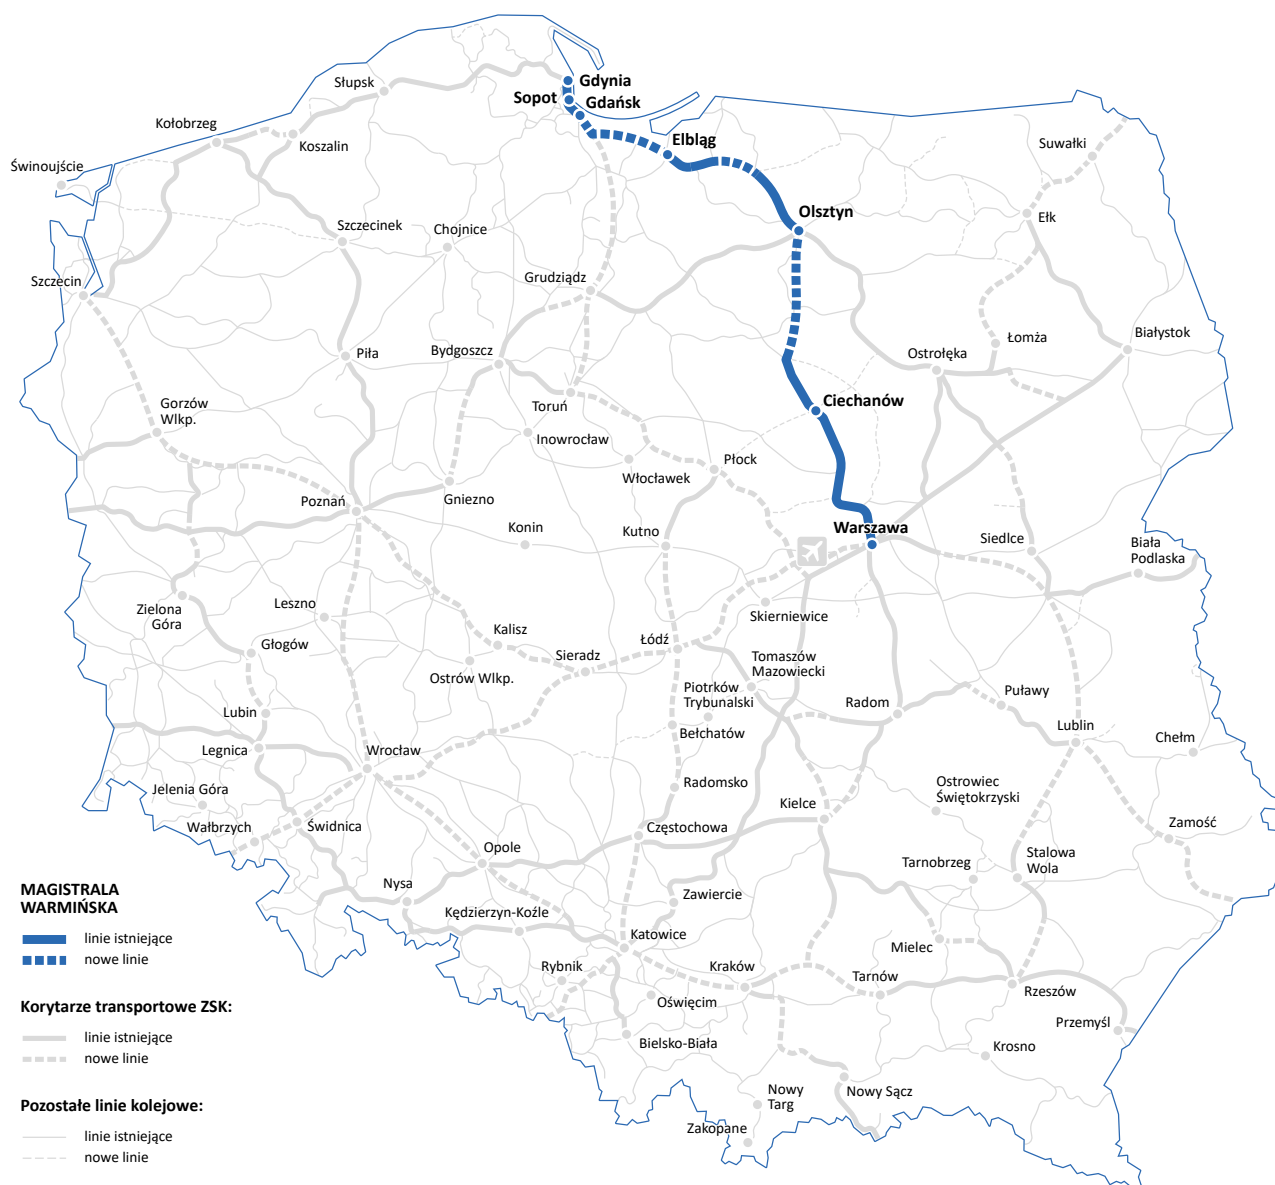 Gdynia
Słupsk
Sopot
Gdańsk
Kołobrzeg
Koszalin
Elbląg
Suwałki
Świnoujście
Olsztyn
Ełk
Szczecinek
Chojnice
Szczecin
Grudziądz
Łomża
Białystok
Piła
Bydgoszcz
Ostrołęka
Gorzów
Wlkp.
Toruń
Ciechanów
Inowrocław
Płock
Włocławek
Poznań
Gniezno
Konin
Kutno
Warszawa
Siedlce
Biała
Podlaska
Zielona
Góra
Leszno
Skierniewice
Kalisz
Łódź
Głogów
Sieradz
Tomaszów
Mazowiecki
Ostrów Wlkp.
Piotrków
Trybunalski
Radom
Puławy
Lubin
Bełchatów
Lublin
Legnica
Wrocław
Chełm
Jelenia Góra
Radomsko
Ostrowiec
Świętokrzyski
Kielce
Wałbrzych
Świdnica
Częstochowa
Zamość
Opole
Stalowa
Wola
Tarnobrzeg
Nysa
Zawiercie
MAGISTRALA
WARMIŃSKA
linie istniejące
nowe linie
Kędzierzyn-Koźle
Katowice
Mielec
Rybnik
Kraków
Tarnów
Oświęcim
Rzeszów
Korytarze transportowe ZSK:
linie istniejące
nowe linie
Przemyśl
Bielsko-Biała
Krosno
Nowy
Targ
Nowy Sącz
Zakopane
Pozostałe linie kolejowe:
linie istniejące
nowe linie